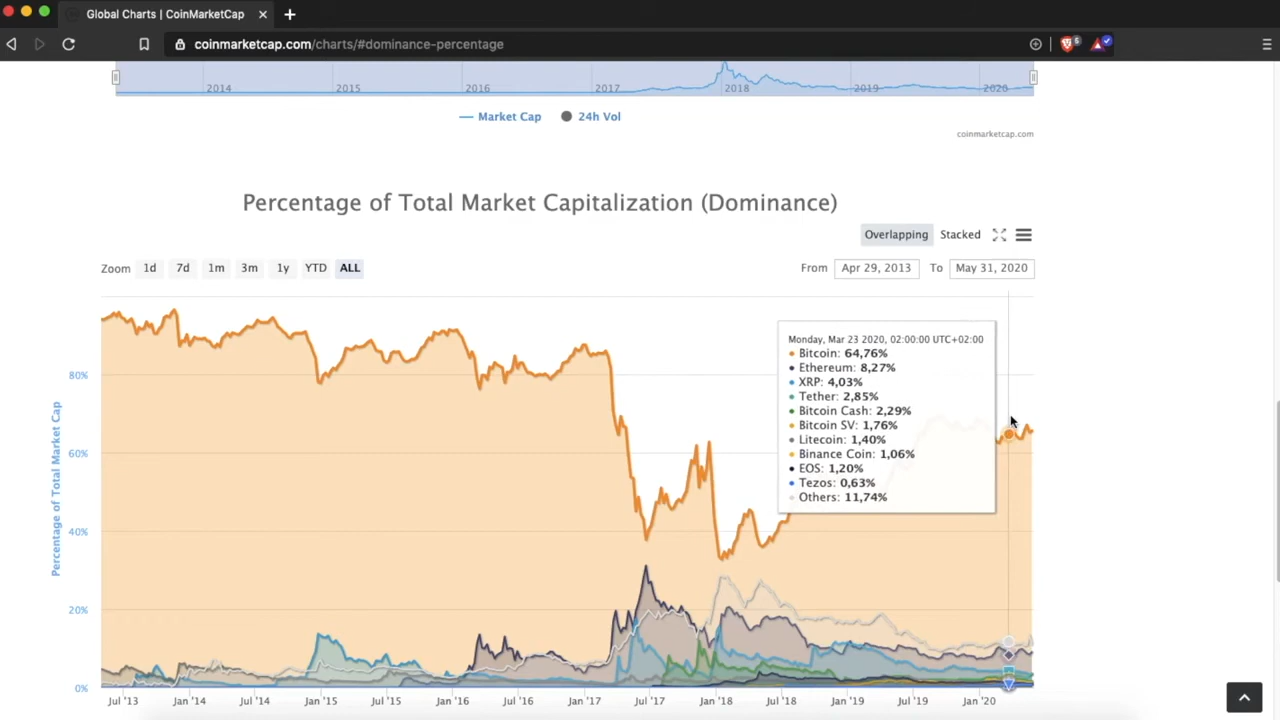 Global Charts | CoinMarketCap
coinmarketcap.com/charts/#dominance-percentage
5
2014 2015 2016 2017 2018 2019 2020
Market Cap 24h Vol
coinmarketcap.com
Percentage of Total Market Capitalization (Dominance)
Overlapping Stacked
Zoom 1d 7d 1m 3m 1y YTD ALL From Apr 29, 2013 To May 31, 2020
Monday, Mar 23 2020, 02:00:00 UTC+02:00
Bitcoin: 64,76%
Ethereum: 8,27%
XRP: 4,03%
Tether: 2,85%
Bitcoin Cash: 2,29%
Bitcoin SV: 1,76%
Litecoin: 1,40%
Binance Coin: 1,06%
EOS: 1,20%
Tezos: 0,63%
Others: 11,74%
Percentage of Total Market Cap
80%
60%
40%
20%
0%
Jul '13 Jan '14 Jul '14 Jan '15 Jul '15 Jan '16 Jul '16 Jan '17 Jul '17 Jan '18 Jul '18 Jan '19 Jul '19 Jan '20